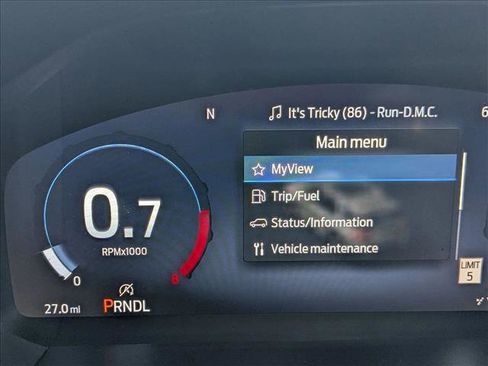 N
It's Tricky (86) - Run-D.M.C.
6
Main menu
MyView
Trip/Fuel
Status/Information
Vehicle maintenance
0.7
RPMx1000
0
8
LIMIT
5
27.0 mi
PRNDL